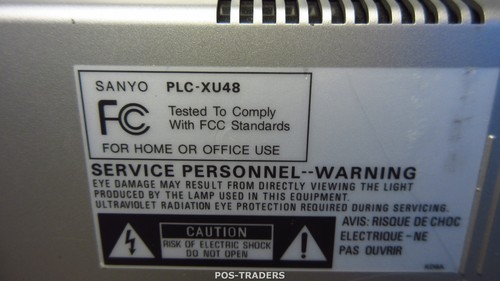 SANYO PLC-XU48
FC
Tested To Comply
With FCC Standards
FOR HOME OR OFFICE USE
SERVICE PERSONNEL--WARNING
EYE DAMAGE MAY RESULT FROM DIRECTLY VIEWING THE LIGHT
PRODUCED BY THE LAMP USED IN THIS EQUIPMENT.
ULTRAVIOLET RADIATION EYE PROTECTION REQUIRED DURING SERVICING.
CAUTION
RISK OF ELECTRIC SHOCK
DO NOT OPEN
!
AVIS: RISQUE DE CHOC
ELECTRIQUE-NE
PAS OUVRIR
POS-TRADERS